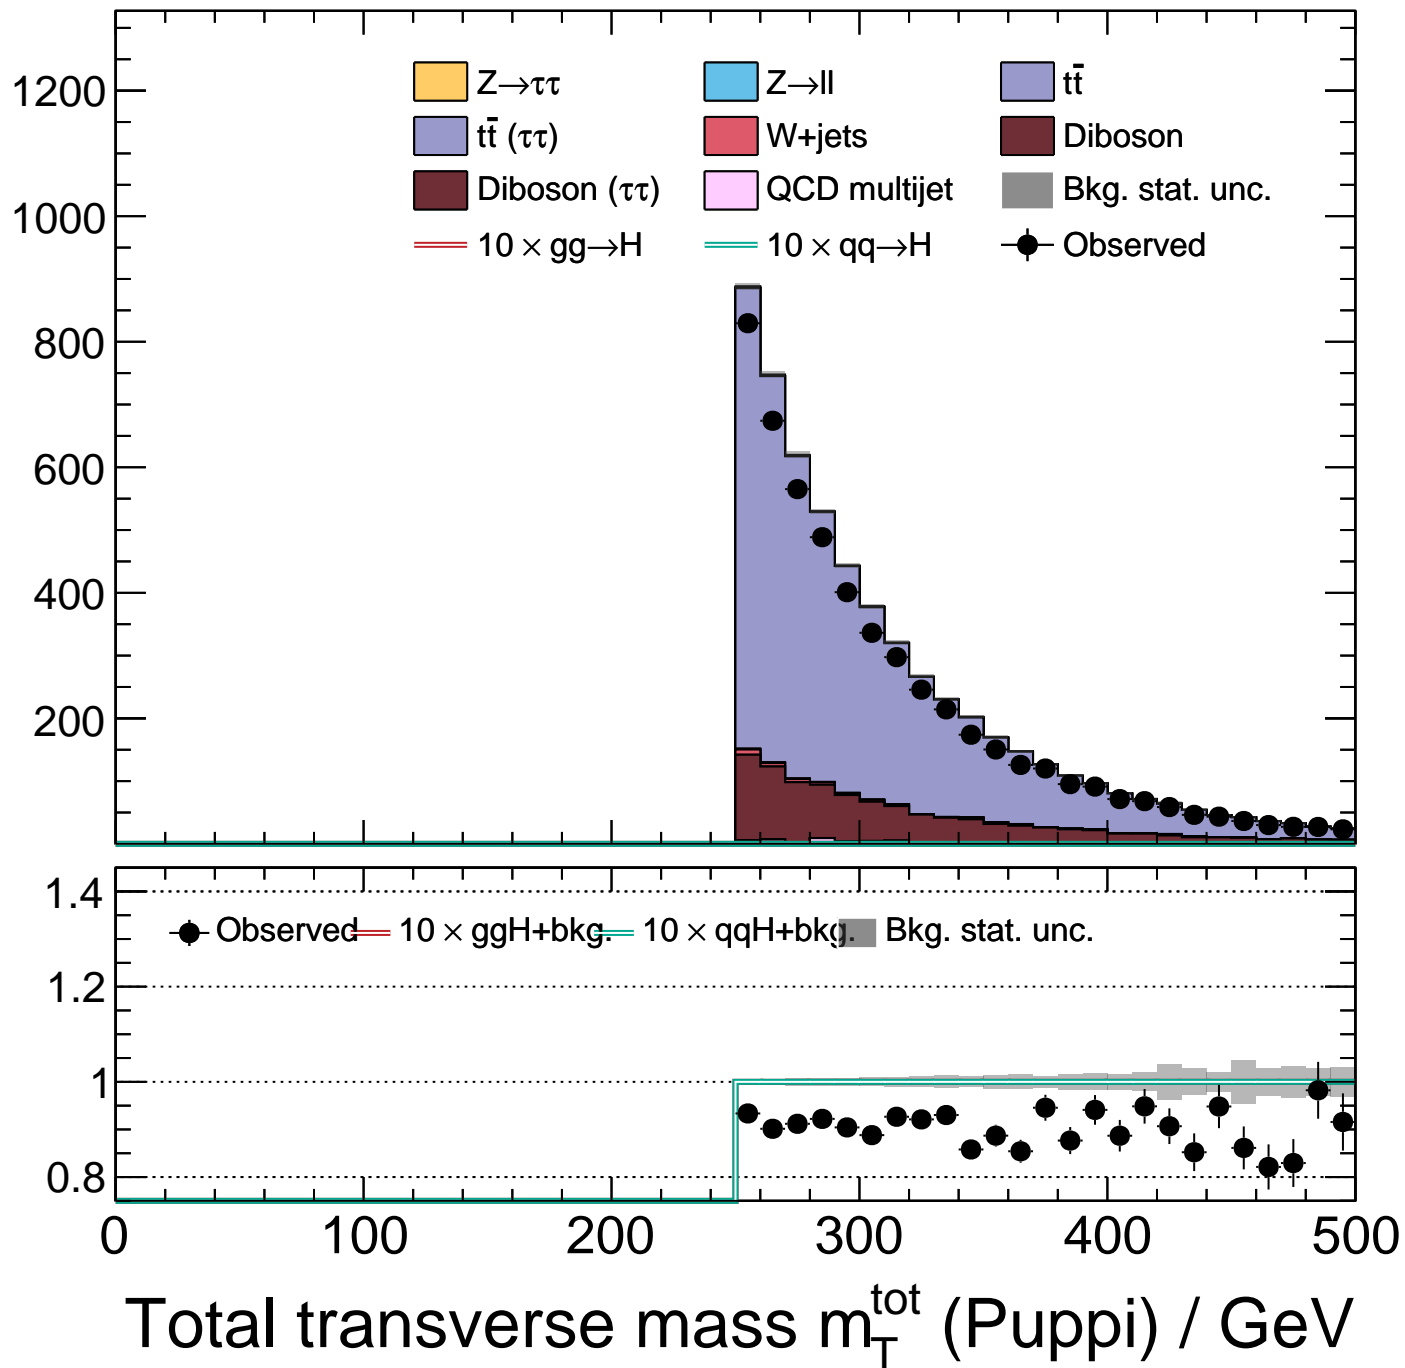 1200
1000
800
600
400
200
Z→ττ Z→ll tt̄
tt̄ (ττ) W+jets Diboson
Diboson (ττ) QCD multijet Bkg. stat. unc.
10 × gg→H 10 × qq→H Observed
1.4
1.2
1
0.8
Observed 10 × ggH+bkg. 10 × qqH+bkg. Bkg. stat. unc.
0 100 200 300 400 500
Total transverse mass m_T^tot (Puppi) / GeV